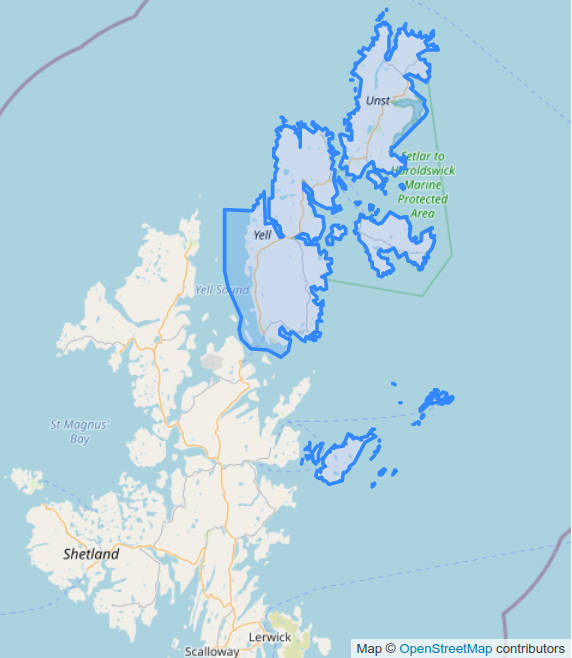 Unst
Fetlar to
Haroldswick
Marine
Protected
Area
Yell
Yell Sound
St Magnus'
Bay
Shetland
Lerwick
Scalloway
Map © OpenStreetMap contributors